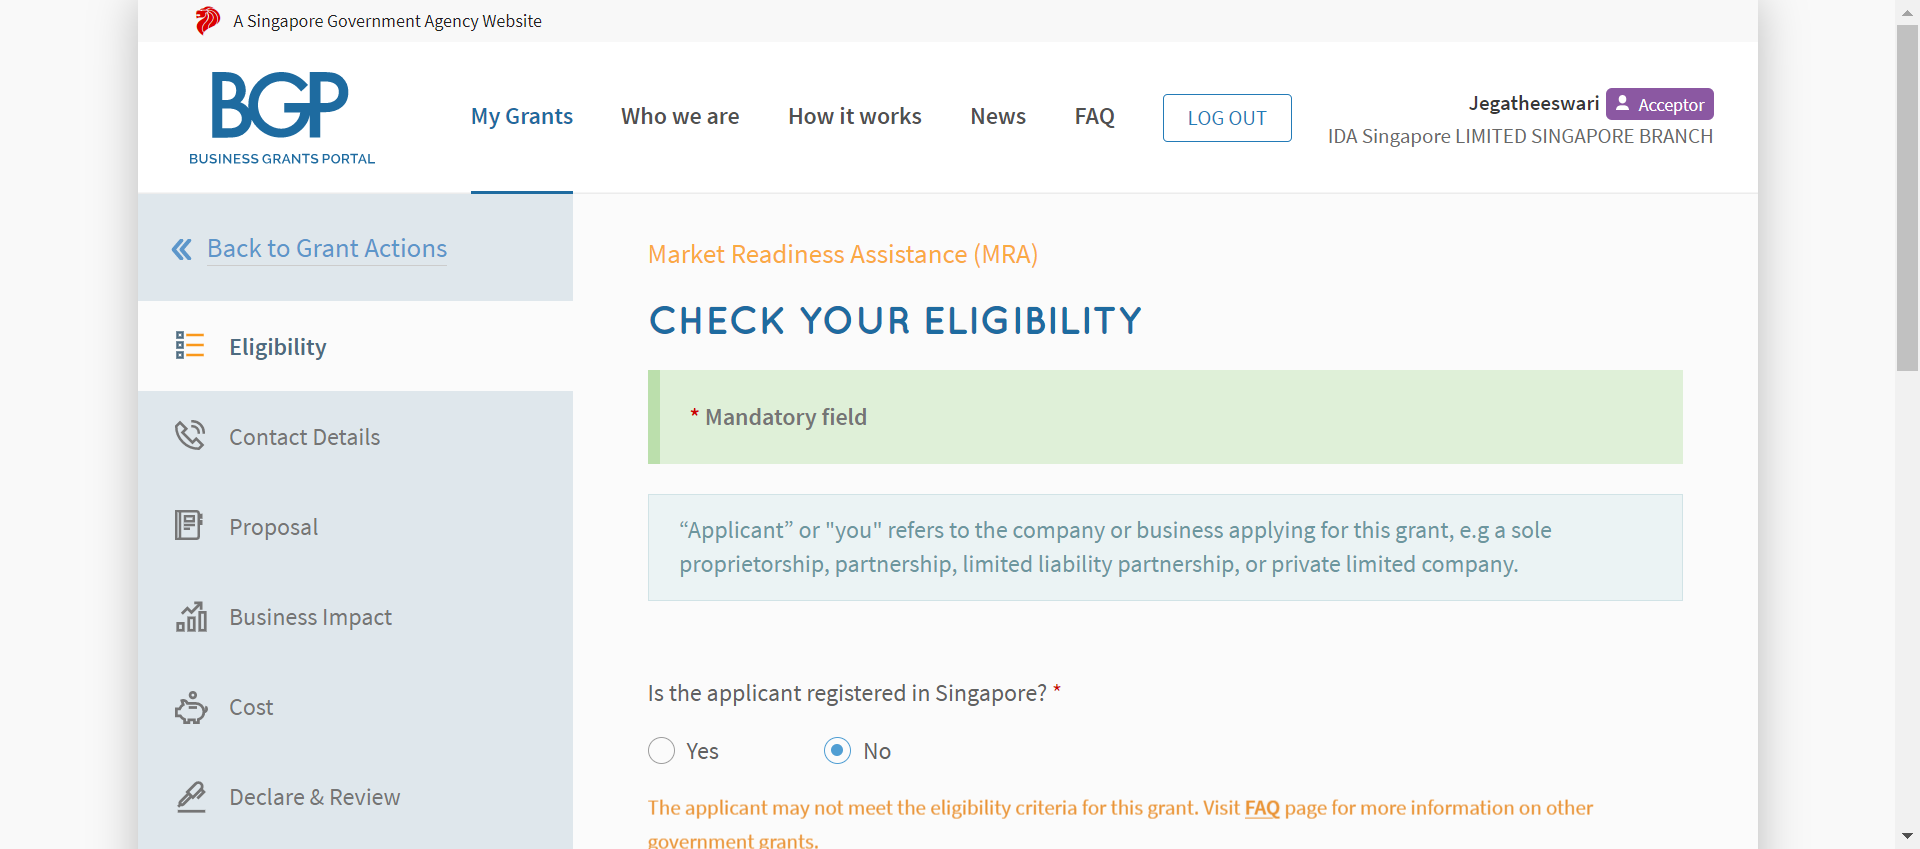 A Singapore Government Agency Website
BGP
BUSINESS GRANTS PORTAL
My Grants
Who we are
How it works
News
FAQ
LOG OUT
Jegatheeswari Acceptor
IDA Singapore LIMITED SINGAPORE BRANCH
Back to Grant Actions
Eligibility
Contact Details
Proposal
Business Impact
Cost
Declare & Review
Market Readiness Assistance (MRA)
CHECK YOUR ELIGIBILITY
* Mandatory field
“Applicant” or "you" refers to the company or business applying for this grant, e.g a sole
proprietorship, partnership, limited liability partnership, or private limited company.
Is the applicant registered in Singapore? *
Yes
No
The applicant may not meet the eligibility criteria for this grant. Visit FAQ page for more information on other
government grants.